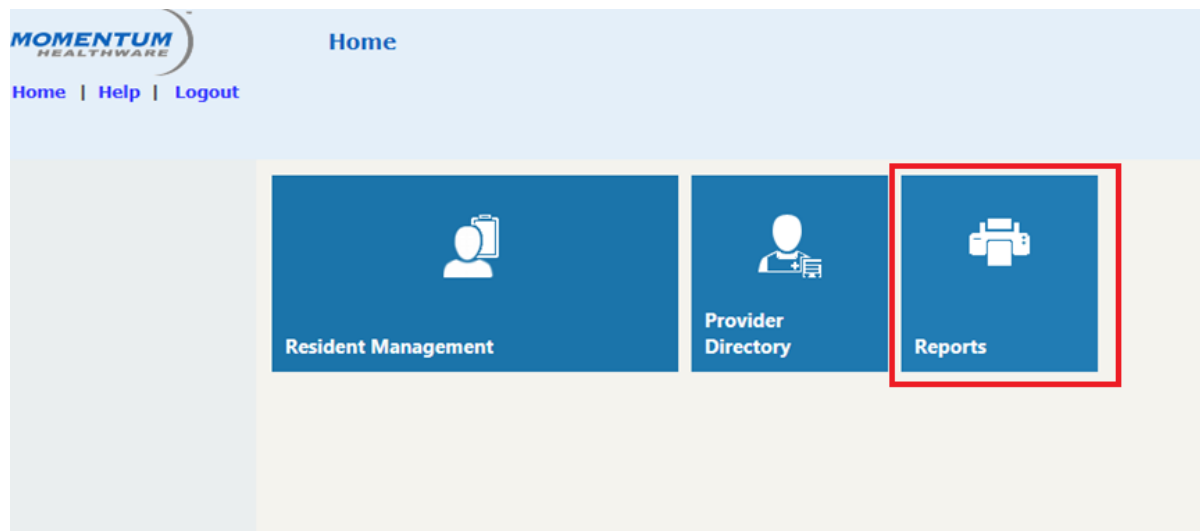 MOMENTUM
HEALTHWARE
Home
Home | Help | Logout
Resident Management
Provider
Directory
Reports